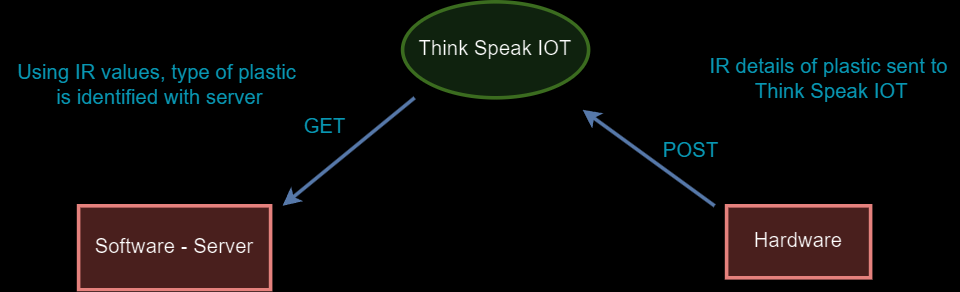 Think Speak IOT
Using IR values, type of plastic
is identified with server
IR details of plastic sent to
Think Speak IOT
GET
POST
Software - Server
Hardware